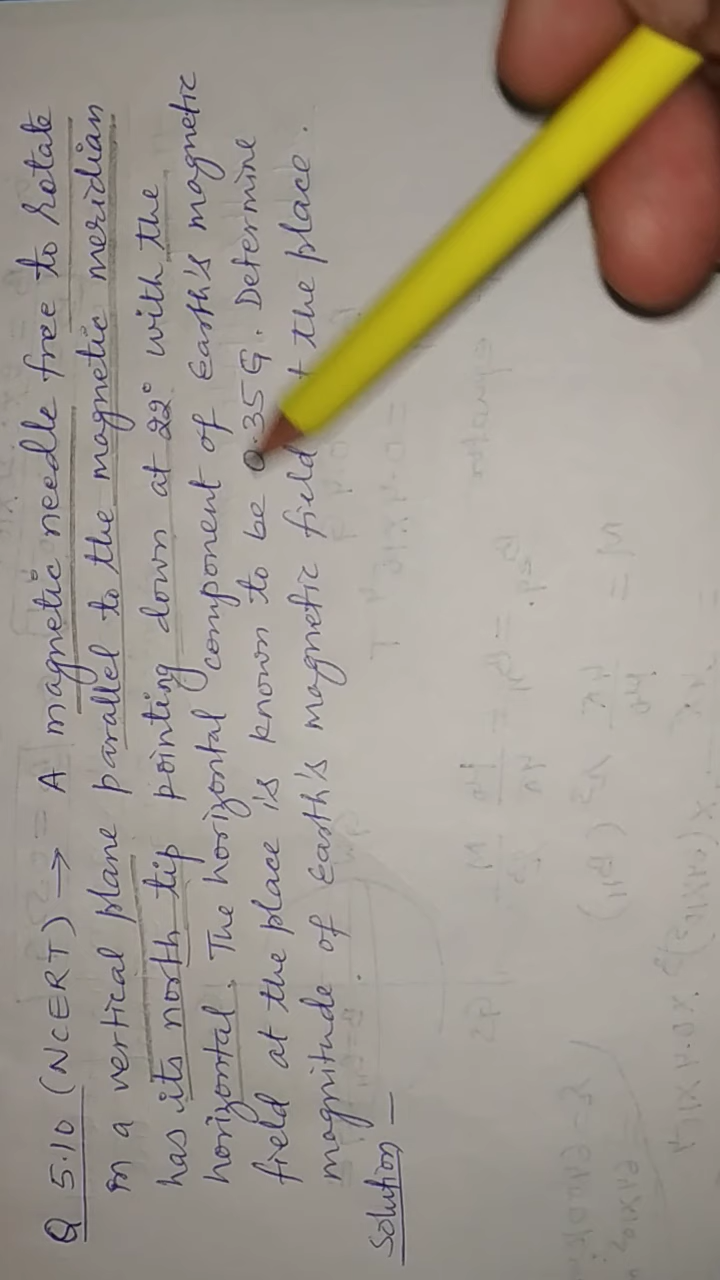 Q 5.10 (NCERT) → A magnetic needle free to rotate
in a vertical plane parallel to the magnetic meridian
has its north tip pointing down at 22° with the
horizontal. The horizontal component of Earth's magnetic
field at the place is known to be 0.35 G. Determine
magnitude of Earth's magnetic field the place.
Solution -